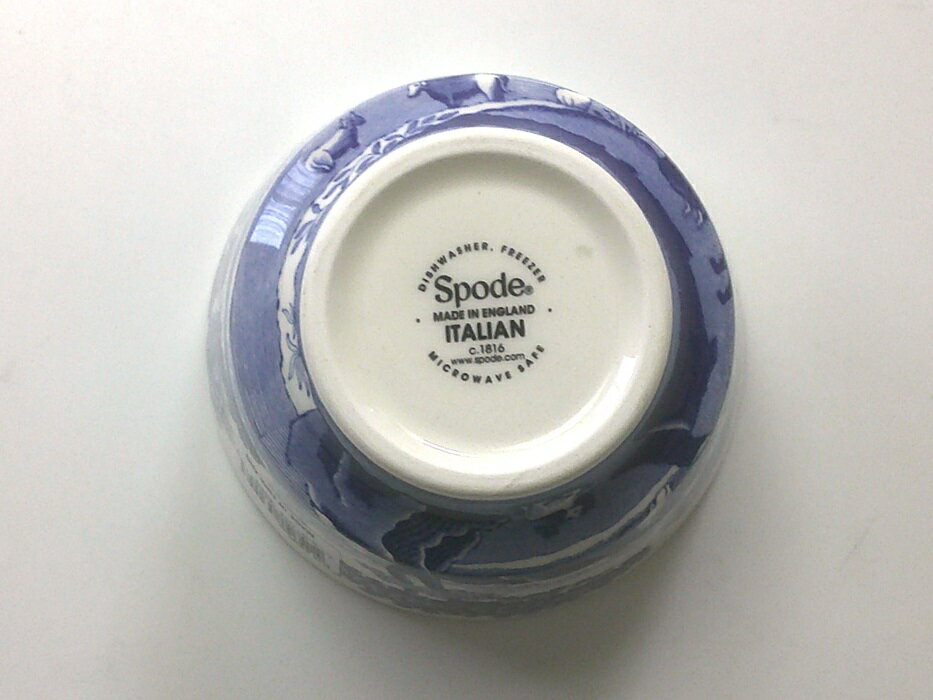 DISHWASHER. FREEZER
Spode®
• MADE IN ENGLAND •
ITALIAN
c.1816
www.spode.com
MICROWAVE SAFE